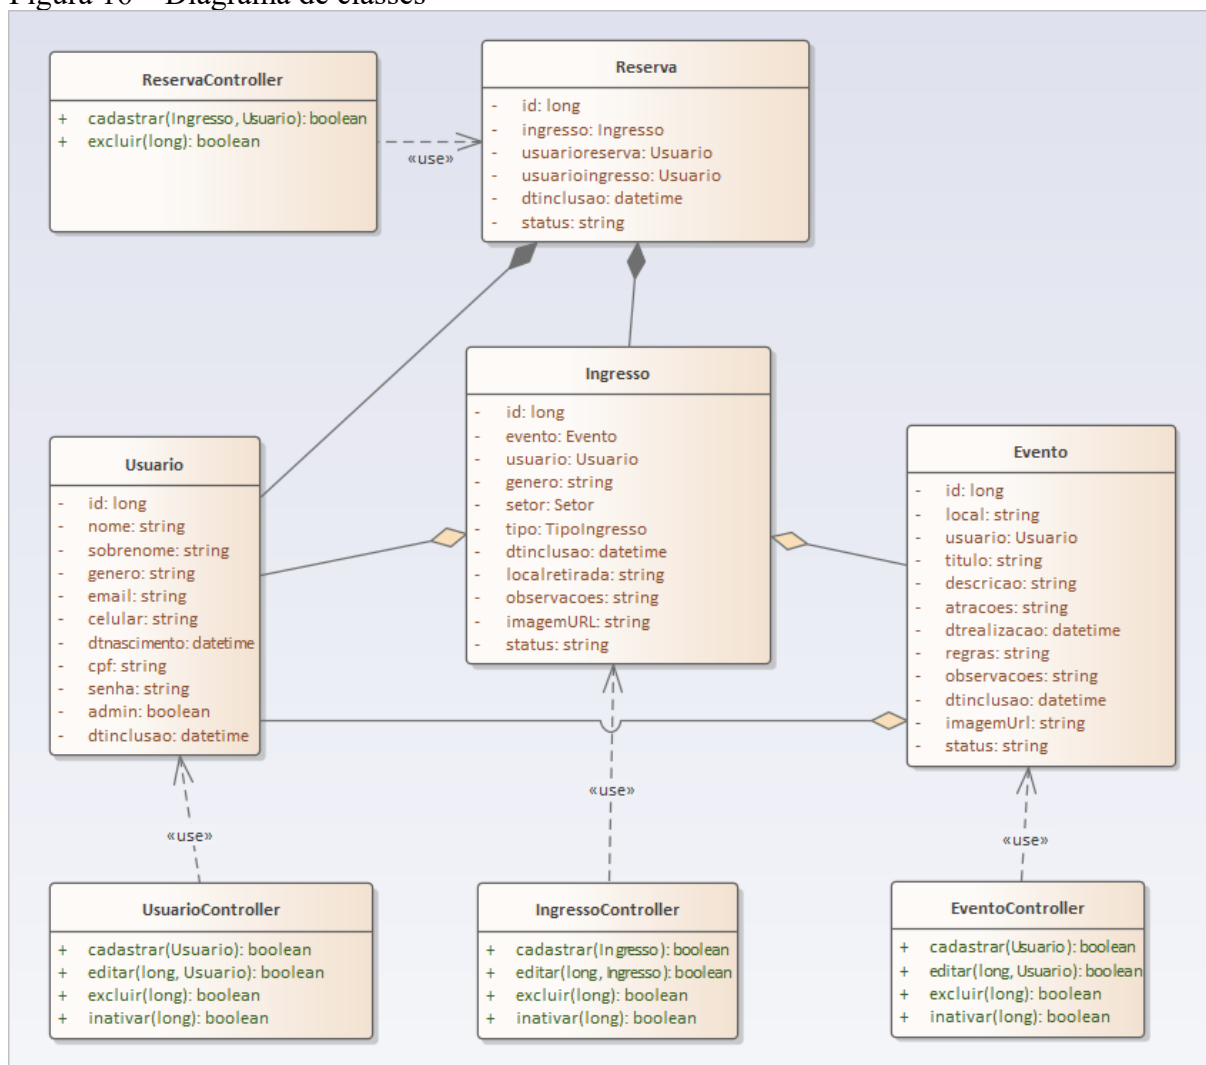 Figura 10 – Diagrama de classes
ReservaController
+ cadastrar(Ingresso, Usuario): boolean
+ excluir(long): boolean
«use»
Reserva
- id: long
- ingresso: Ingresso
- usuarioreserva: Usuario
- usuarioingresso: Usuario
- dtinclusao: datetime
- status: string
Ingresso
- id: long
- evento: Evento
- usuario: Usuario
- genero: string
- setor: Setor
- tipo: TipoIngresso
- dtinclusao: datetime
- localretirada: string
- observacoes: string
- imagemURL: string
- status: string
Usuario
- id: long
- nome: string
- sobrenome: string
- genero: string
- email: string
- celular: string
- dtnascimento: datetime
- cpf: string
- senha: string
- admin: boolean
- dtinclusao: datetime
Evento
- id: long
- local: string
- usuario: Usuario
- titulo: string
- descricao: string
- atracoes: string
- dtrealizacao: datetime
- regras: string
- observacoes: string
- dtinclusao: datetime
- imagemUrl: string
- status: string
«use»
«use»
«use»
UsuarioController
+ cadastrar(Usuario): boolean
+ editar(long, Usuario): boolean
+ excluir(long): boolean
+ inativar(long): boolean
IngressoController
+ cadastrar(Ingresso): boolean
+ editar(long, Ingresso): boolean
+ excluir(long): boolean
+ inativar(long): boolean
EventoController
+ cadastrar(Usuario): boolean
+ editar(long, Usuario): boolean
+ excluir(long): boolean
+ inativar(long): boolean